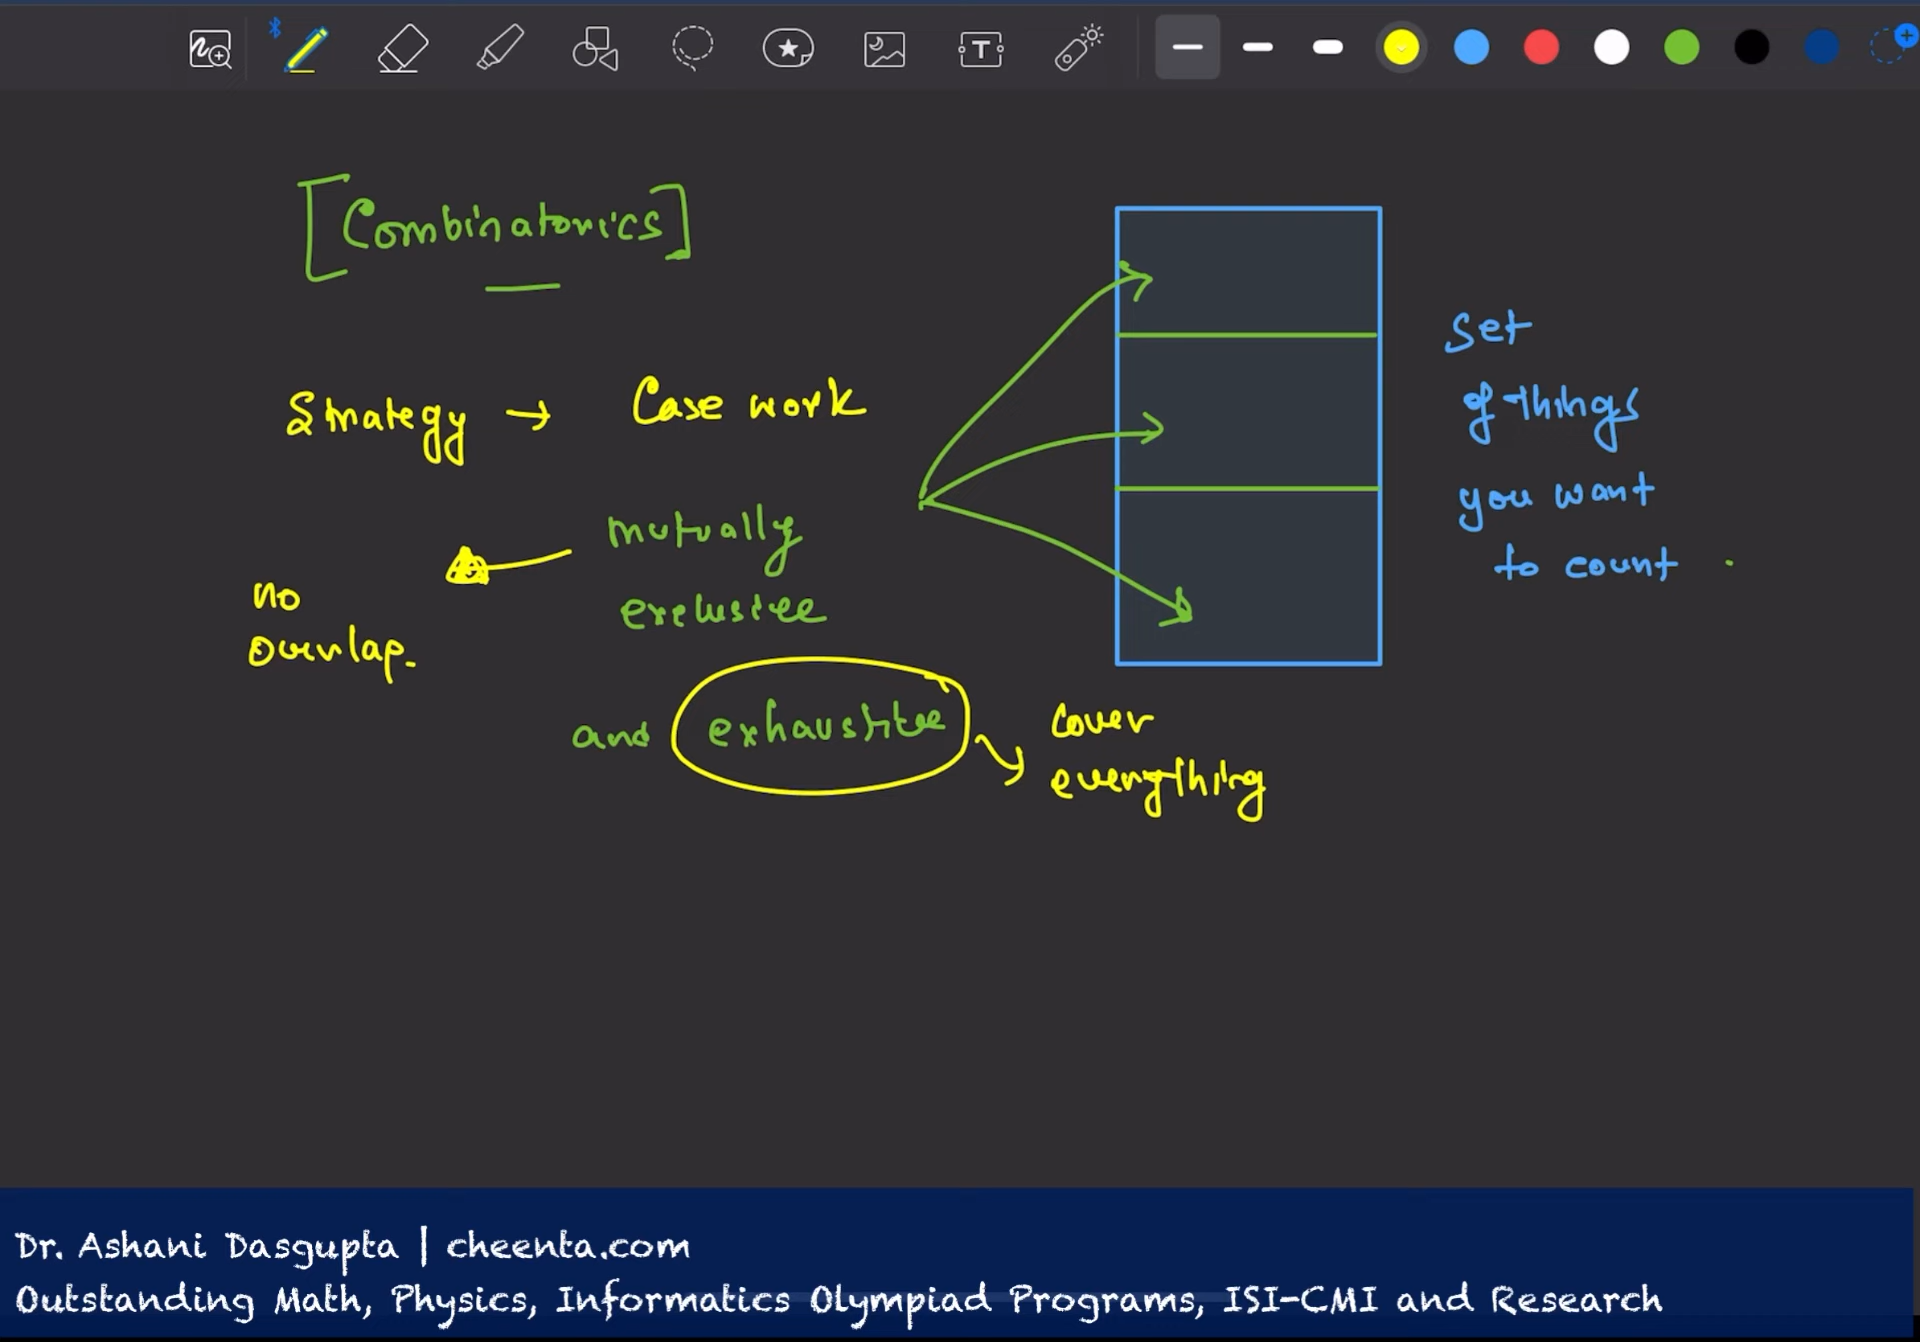 [Combinatorics]
Strategy → Case work
mutually
exclusive
no
overlap.
and exhaustive
cover
everything
Set
of things
you want
to count
Dr. Ashani Dasgupta | cheenta.com
Outstanding Math, Physics, Informatics Olympiad Programs, ISI-CMI and Research